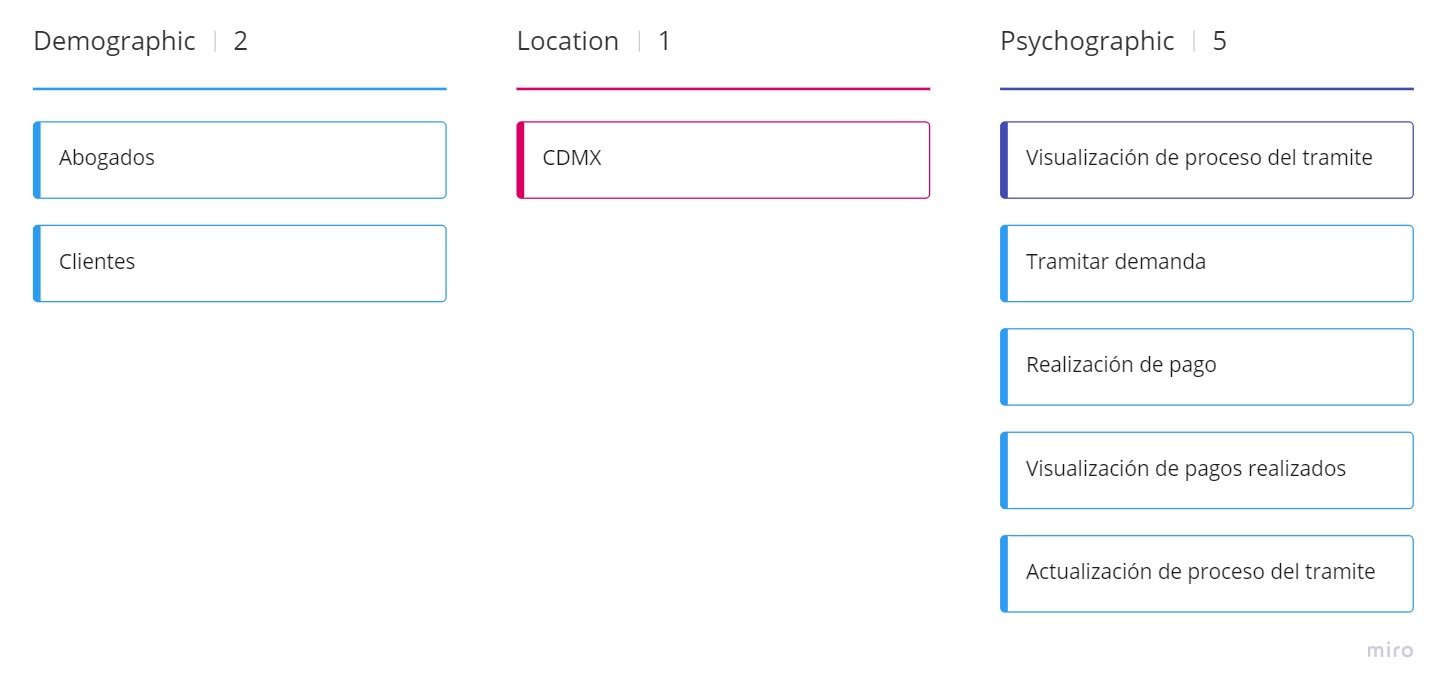 Demographic | 2
Abogados
Clientes
Location | 1
CDMX
Psychographic | 5
Visualización de proceso del tramite
Tramitar demanda
Realización de pago
Visualización de pagos realizados
Actualización de proceso del tramite
miro